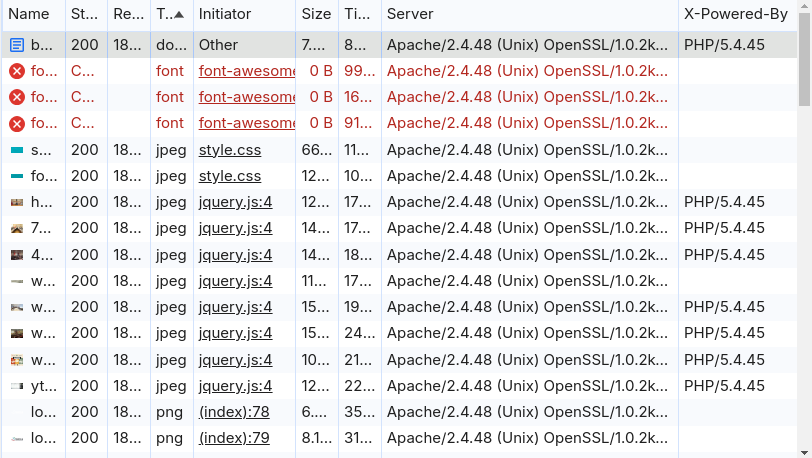 Name St... Re... T... Initiator Size Ti... Server X-Powered-By
b... 200 18... do... Other 7.... 8... Apache/2.4.48 (Unix) OpenSSL/1.0.2k... PHP/5.4.45
fo... C... font font-awesome 0 B 99... Apache/2.4.48 (Unix) OpenSSL/1.0.2k...
fo... C... font font-awesome 0 B 16... Apache/2.4.48 (Unix) OpenSSL/1.0.2k...
fo... C... font font-awesome 0 B 91... Apache/2.4.48 (Unix) OpenSSL/1.0.2k...
s... 200 18... jpeg style.css 66... 11... Apache/2.4.48 (Unix) OpenSSL/1.0.2k...
fo... 200 18... jpeg style.css 12... 10... Apache/2.4.48 (Unix) OpenSSL/1.0.2k...
h... 200 18... jpeg jquery.js:4 12... 17... Apache/2.4.48 (Unix) OpenSSL/1.0.2k... PHP/5.4.45
7... 200 18... jpeg jquery.js:4 14... 17... Apache/2.4.48 (Unix) OpenSSL/1.0.2k... PHP/5.4.45
4... 200 18... jpeg jquery.js:4 14... 18... Apache/2.4.48 (Unix) OpenSSL/1.0.2k... PHP/5.4.45
w... 200 18... jpeg jquery.js:4 11... 17... Apache/2.4.48 (Unix) OpenSSL/1.0.2k...
w... 200 18... jpeg jquery.js:4 15... 19... Apache/2.4.48 (Unix) OpenSSL/1.0.2k... PHP/5.4.45
w... 200 18... jpeg jquery.js:4 15... 24... Apache/2.4.48 (Unix) OpenSSL/1.0.2k... PHP/5.4.45
w... 200 18... jpeg jquery.js:4 10... 21... Apache/2.4.48 (Unix) OpenSSL/1.0.2k... PHP/5.4.45
yt... 200 18... jpeg jquery.js:4 12... 22... Apache/2.4.48 (Unix) OpenSSL/1.0.2k... PHP/5.4.45
lo... 200 18... png (index):78 6.... 35... Apache/2.4.48 (Unix) OpenSSL/1.0.2k...
lo... 200 18... png (index):79 8.1... 31... Apache/2.4.48 (Unix) OpenSSL/1.0.2k...